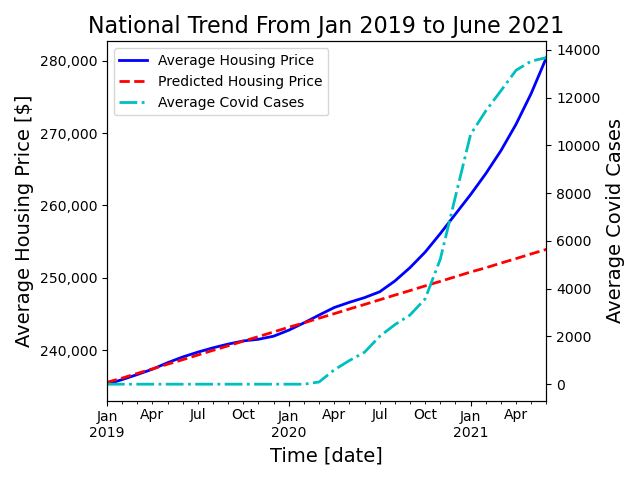 National Trend From Jan 2019 to June 2021
Average Housing Price
Predicted Housing Price
Average Covid Cases
280,000
270,000
260,000
250,000
240,000
Average Housing Price [$]
14000
12000
10000
8000
6000
4000
2000
0
Average Covid Cases
Jan Apr Jul Oct Jan Apr Jul Oct Jan Apr
2019 2020 2021
Time [date]